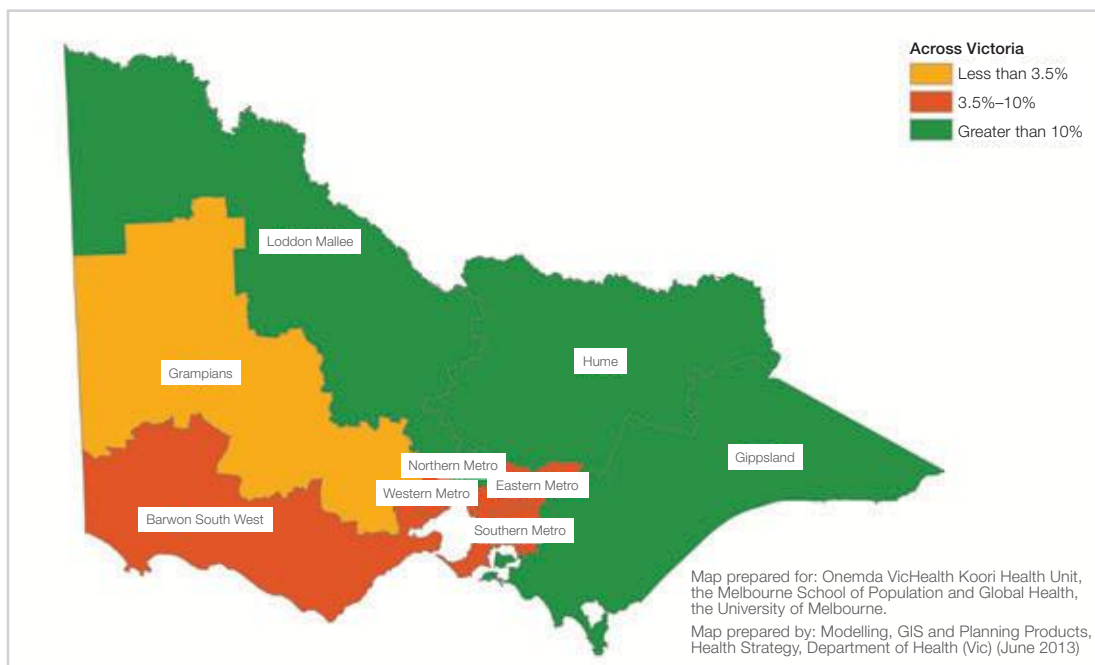 Across Victoria
Less than 3.5%
3.5%–10%
Greater than 10%
Loddon Mallee
Hume
Grampians
Gippsland
Northern Metro
Eastern Metro
Western Metro
Barwon South West
Southern Metro
Map prepared for: Onemda VicHealth Koori Health Unit,
the Melbourne School of Population and Global Health,
the University of Melbourne.
Map prepared by: Modelling, GIS and Planning Products,
Health Strategy, Department of Health (Vic) (June 2013)